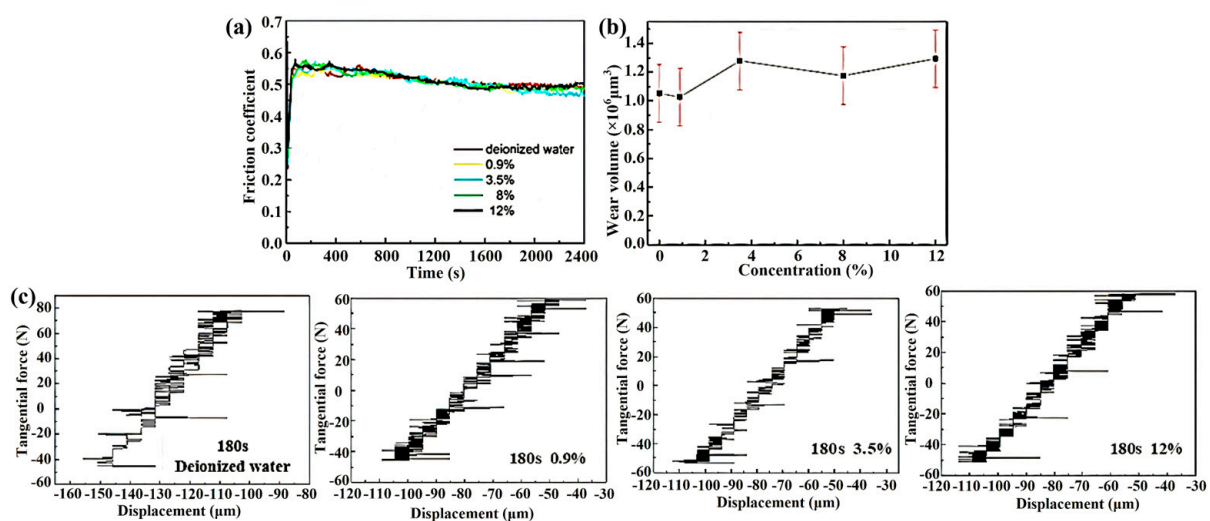 (a)
0.7
0.6
0.5
0.4
0.3
0.2
0.1
0.0
Friction coefficient
deionized water
0.9%
3.5%
8%
12%
0 400 800 1200 1600 2000 2400
Time (s)
(b)
1.4
1.2
1.0
0.8
0.6
0.4
0.2
0.0
Wear volume (×10⁶μm³)
0 2 4 6 8 10 12
Concentration (%)
(c)
80
60
40
20
0
-20
-40
-60
Tangential force (N)
180s
Deionized water
-160 -150 -140 -130 -120 -110 -100 -90 -80
Displacement (μm)
60
40
20
0
-20
-40
-60
Tangential force (N)
180s 0.9%
-120 -110 -100 -90 -80 -70 -60 -50 -40 -30
Displacement (μm)
60
40
20
0
-20
-40
-60
Tangential force (N)
180s 3.5%
-120 -110 -100 -90 -80 -70 -60 -50 -40 -30
Displacement (μm)
60
40
20
0
-20
-40
-60
Tangential force (N)
180s 12%
-120 -110 -100 -90 -80 -70 -60 -50 -40 -30
Displacement (μm)